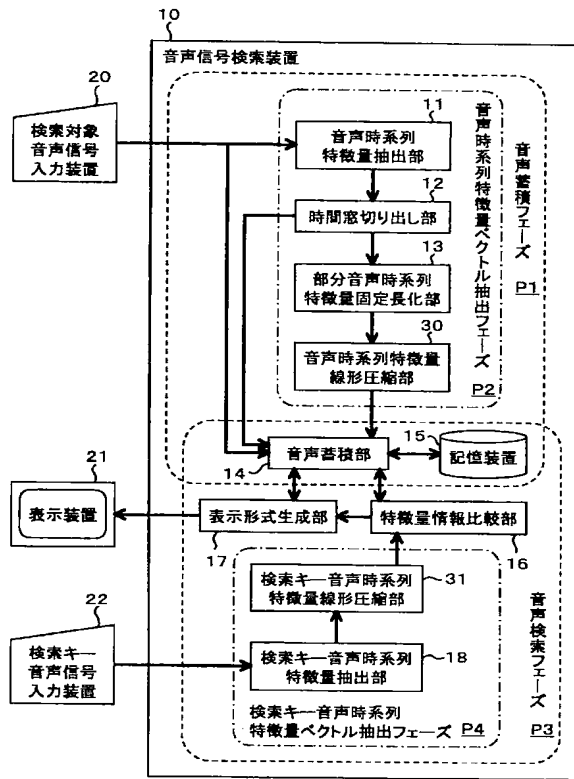 10
音声信号検索装置
20
検索対象
音声信号
入力装置
11
音声時系列
特徴量抽出部
12
時間窓切り出し部
13
部分音声時系列
特徴量固定長化部
30
音声時系列特徴量
線形圧縮部
音声時系列特徴量ベクトル抽出フェーズ
P2
音声蓄積フェーズ
P1
音声蓄積部
14
15
記憶装置
21
表示装置
表示形式生成部
17
特徴量情報比較部
16
検索キー音声時系列
特徴量線形圧縮部
31
22
検索キー
音声信号
入力装置
検索キー音声時系列
特徴量抽出部
18
検索キー音声時系列
特徴量ベクトル抽出フェーズ
P4
音声検索フェーズ
P3